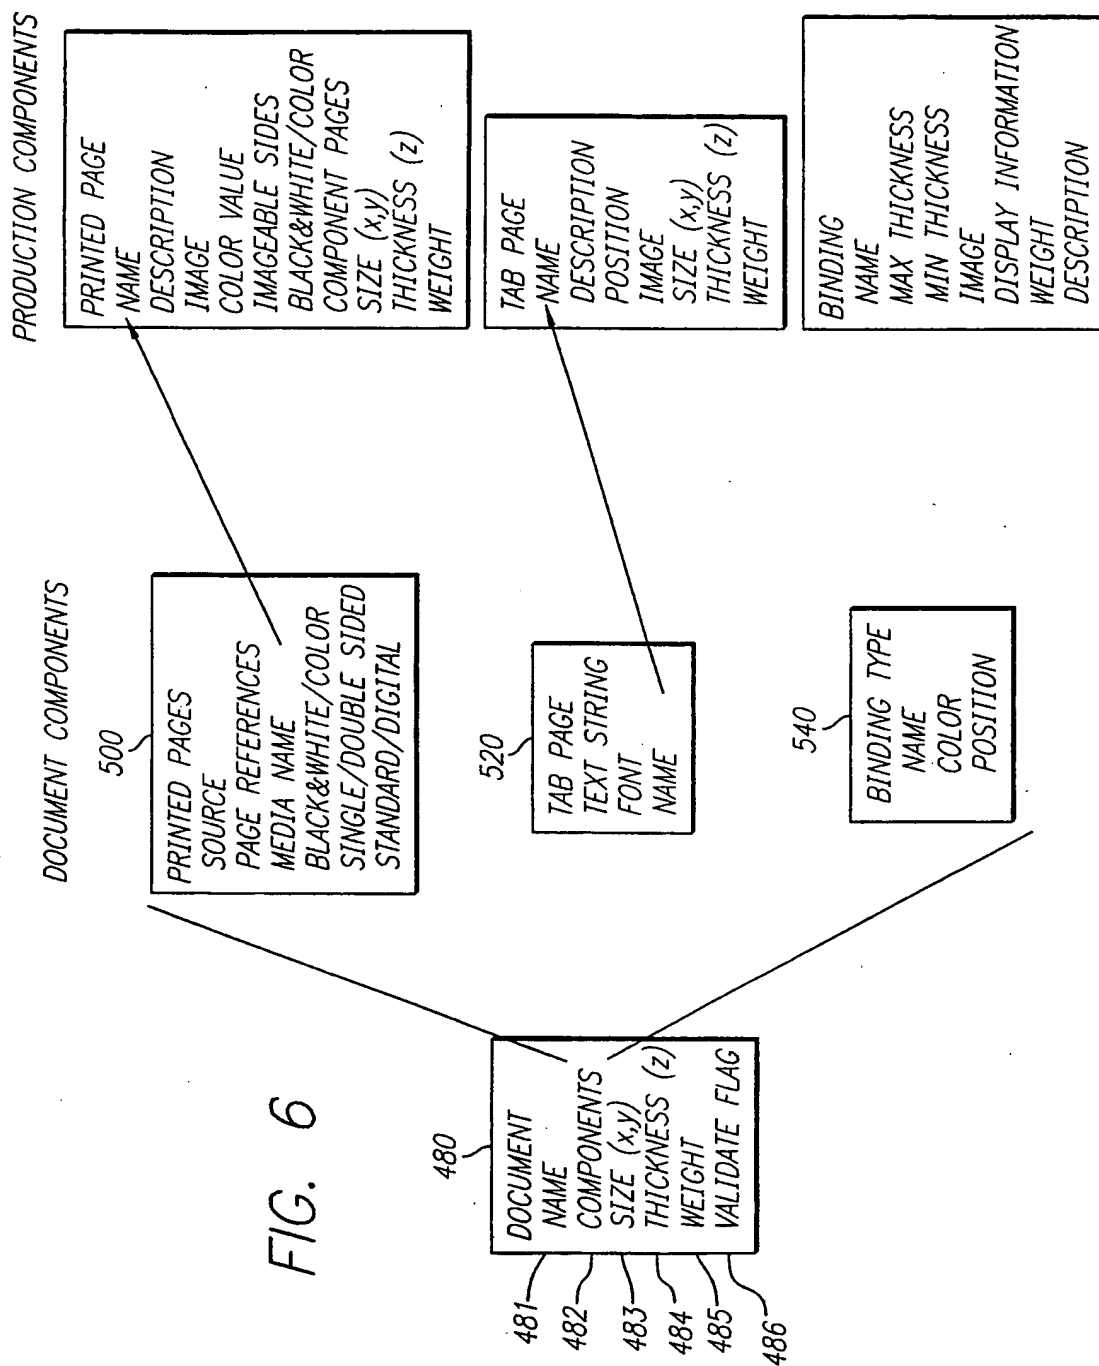 FIG. 6
480
DOCUMENT
NAME
COMPONENTS
SIZE (x,y)
THICKNESS (z)
WEIGHT
VALIDATE FLAG
481
482
483
484
485
486
DOCUMENT COMPONENTS
500
PRINTED PAGES
SOURCE
PAGE REFERENCES
MEDIA NAME
BLACK&WHITE/COLOR
SINGLE/DOUBLE SIDED
STANDARD/DIGITAL
520
TAB PAGE
TEXT STRING
FONT
NAME
540
BINDING TYPE
NAME
COLOR
POSITION
PRODUCTION COMPONENTS
PRINTED PAGE
NAME
DESCRIPTION
IMAGE
COLOR VALUE
IMAGEABLE SIDES
BLACK&WHITE/COLOR
COMPONENT PAGES
SIZE (x,y)
THICKNESS (z)
WEIGHT
TAB PAGE
NAME
DESCRIPTION
POSITION
IMAGE
SIZE (x,y)
THICKNESS (z)
WEIGHT
BINDING
NAME
MAX THICKNESS
MIN THICKNESS
IMAGE
DISPLAY INFORMATION
WEIGHT
DESCRIPTION